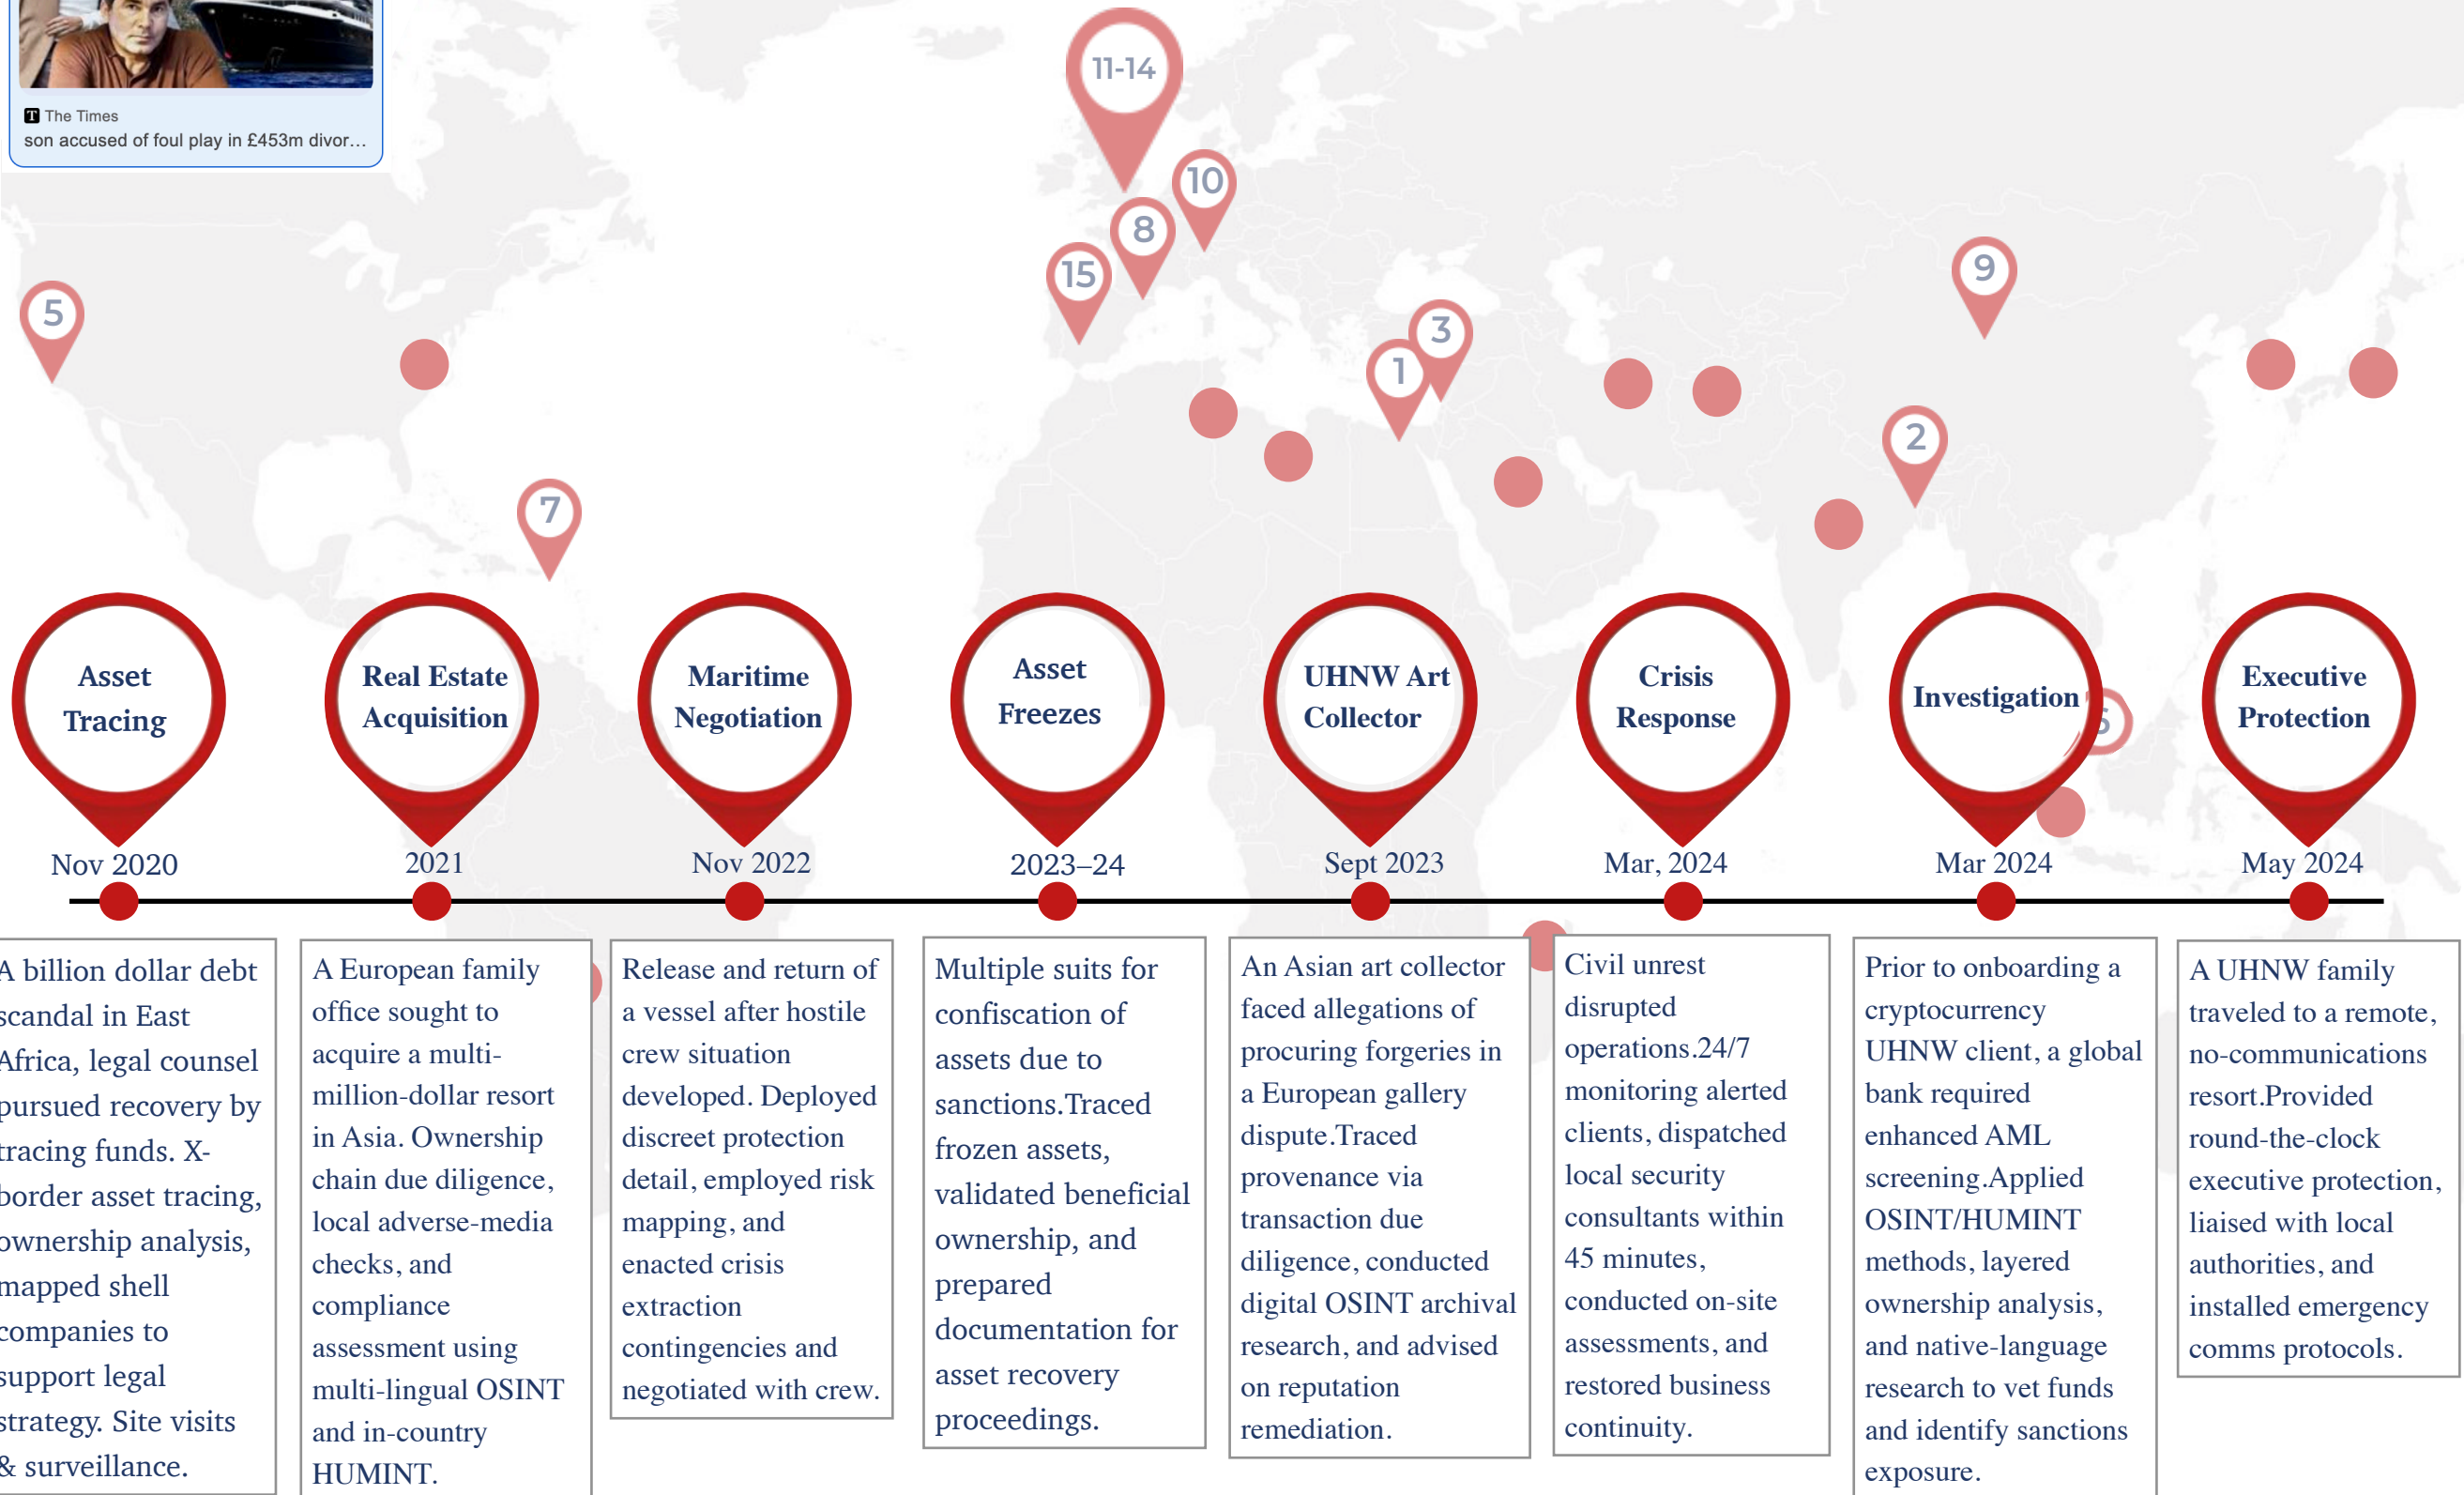 The Times
son accused of foul play in £453m divor...
11-14
10
8
15
9
5
3
1
2
7
Asset
Tracing
Real Estate
Acquisition
Maritime
Negotiation
Asset
Freezes
UHNW Art
Collector
Crisis
Response
Investigation
Executive
Protection
Nov 2020
2021
Nov 2022
2023–24
Sept 2023
Mar, 2024
Mar 2024
May 2024
A billion dollar debt
scandal in East
Africa, legal counsel
pursued recovery by
tracing funds. X-
border asset tracing,
ownership analysis,
mapped shell
companies to
support legal
strategy. Site visits
& surveillance.
A European family
office sought to
acquire a multi-
million-dollar resort
in Asia. Ownership
chain due diligence,
local adverse-media
checks, and
compliance
assessment using
multi-lingual OSINT
and in-country
HUMINT.
Release and return of
a vessel after hostile
crew situation
developed. Deployed
discreet protection
detail, employed risk
mapping, and
enacted crisis
extraction
contingencies and
negotiated with crew.
Multiple suits for
confiscation of
assets due to
sanctions.Traced
frozen assets,
validated beneficial
ownership, and
prepared
documentation for
asset recovery
proceedings.
An Asian art collector
faced allegations of
procuring forgeries in
a European gallery
dispute.Traced
provenance via
transaction due
diligence, conducted
digital OSINT archival
research, and advised
on reputation
remediation.
Civil unrest
disrupted
operations.24/7
monitoring alerted
clients, dispatched
local security
consultants within
45 minutes,
conducted on-site
assessments, and
restored business
continuity.
Prior to onboarding a
cryptocurrency
UHNW client, a global
bank required
enhanced AML
screening.Applied
OSINT/HUMINT
methods, layered
ownership analysis,
and native-language
research to vet funds
and identify sanctions
exposure.
A UHNW family
traveled to a remote,
no-communications
resort.Provided
round-the-clock
executive protection,
liaised with local
authorities, and
installed emergency
comms protocols.